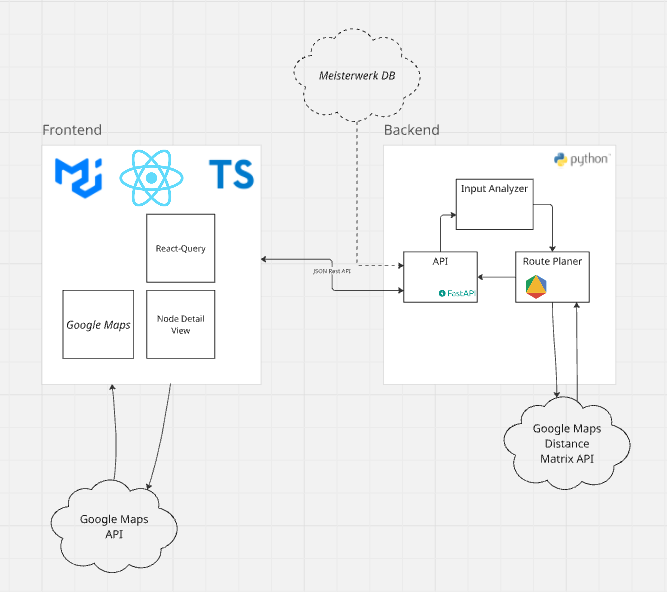 Meisterwerk DB
Frontend
Backend
TS
python™
React-Query
Google Maps
Node Detail
View
JSON Rest API
Input Analyzer
API
FastAPI
Route Planer
Google Maps
API
Google Maps
Distance
Matrix API